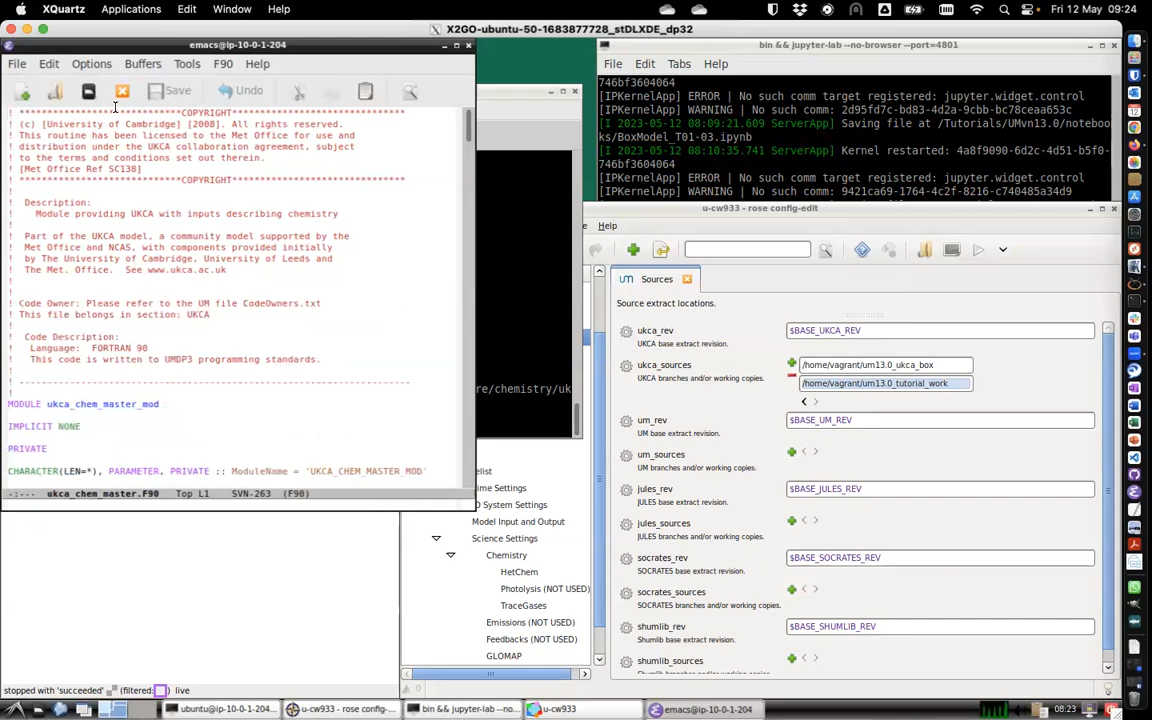 XQuartz Applications Edit Window Help
Fri 12 May 09:24
X2GO-ubuntu-50-1683877728_stDLXDE_dp32
emacs@ip-10-0-1-204
File Edit Options Buffers Tools F90 Help
Save Undo
! ************************COPYRIGHT*************************
! (c) [University of Cambridge] [2008]. All rights reserved.
! This routine has been licensed to the Met Office for use and
! distribution under the UKCA collaboration agreement, subject
! to the terms and conditions set out therein.
! [Met Office Ref SC138]
! ************************COPYRIGHT*************************
!
! Description:
! Module providing UKCA with inputs describing chemistry
!
! Part of the UKCA model, a community model supported by the
! Met Office and NCAS, with components provided initially
! by The University of Cambridge, University of Leeds and
! The Met. Office. See www.ukca.ac.uk
!
!
! Code Owner: Please refer to the UM file CodeOwners.txt
! This file belongs in section: UKCA
!
! Code Description:
! Language: FORTRAN 90
! This code is written to UMDP3 programming standards.
!
! ----------------------------------------------------------------------
!
MODULE ukca_chem_master_mod
IMPLICIT NONE
PRIVATE
CHARACTER(LEN=*), PARAMETER, PRIVATE :: ModuleName = 'UKCA_CHEM_MASTER_MOD'
-:--- ukca_chem_master.F90 Top L1 SVN-263 (F90)
re/chemistry/uk
bin && jupyter-lab --no-browser --port=4801
File Edit Tabs Help
746bf3604064
[IPKernelApp] ERROR | No such comm target registered: jupyter.widget.control
[IPKernelApp] WARNING | No such comm: 2d95fd7c-bd83-4d2a-9cbb-bc78ceaa653c
[I 2023-05-12 08:09:21.609 ServerApp] Saving file at /Tutorials/UMvn13.0/noteboo
ks/BoxModel_T01-03.ipynb
[I 2023-05-12 08:10:35.741 ServerApp] Kernel restarted: 4a8f9090-6d2c-4d51-b5f0-
746bf3604064
[IPKernelApp] ERROR | No such comm target registered: jupyter.widget.control
[IPKernelApp] WARNING | No such comm: 9421ca69-1764-4c2f-8216-c740485a34d9
u-cw933 - rose config-edit
Help
um Sources
Source extract locations.
ukca_rev $BASE_UKCA_REV
UKCA base extract revision.
ukca_sources /home/vagrant/um13.0_ukca_box
UKCA branches and/or working copies. /home/vagrant/um13.0_tutorial_work
um_rev $BASE_UM_REV
UM base extract revision.
um_sources
UM branches and/or working copies.
jules_rev $BASE_JULES_REV
JULES base extract revision.
jules_sources
JULES branches and/or working copies.
socrates_rev $BASE_SOCRATES_REV
SOCRATES base extract revision.
socrates_sources
SOCRATES branches and/or working copies.
shumlib_rev $BASE_SHUMLIB_REV
Shumlib base extract revision.
shumlib_sources
elist
ime Settings
O System Settings
Model Input and Output
Science Settings
Chemistry
HetChem
Photolysis (NOT USED)
TraceGases
Emissions (NOT USED)
Feedbacks (NOT USED)
GLOMAP
stopped with 'succeeded' (filtered: ) live
ubuntu@ip-10-0-1-204... u-cw933 - rose config-... bin && jupyter-lab --no... u-cw933 emacs@ip-10-0-1-204 08:23